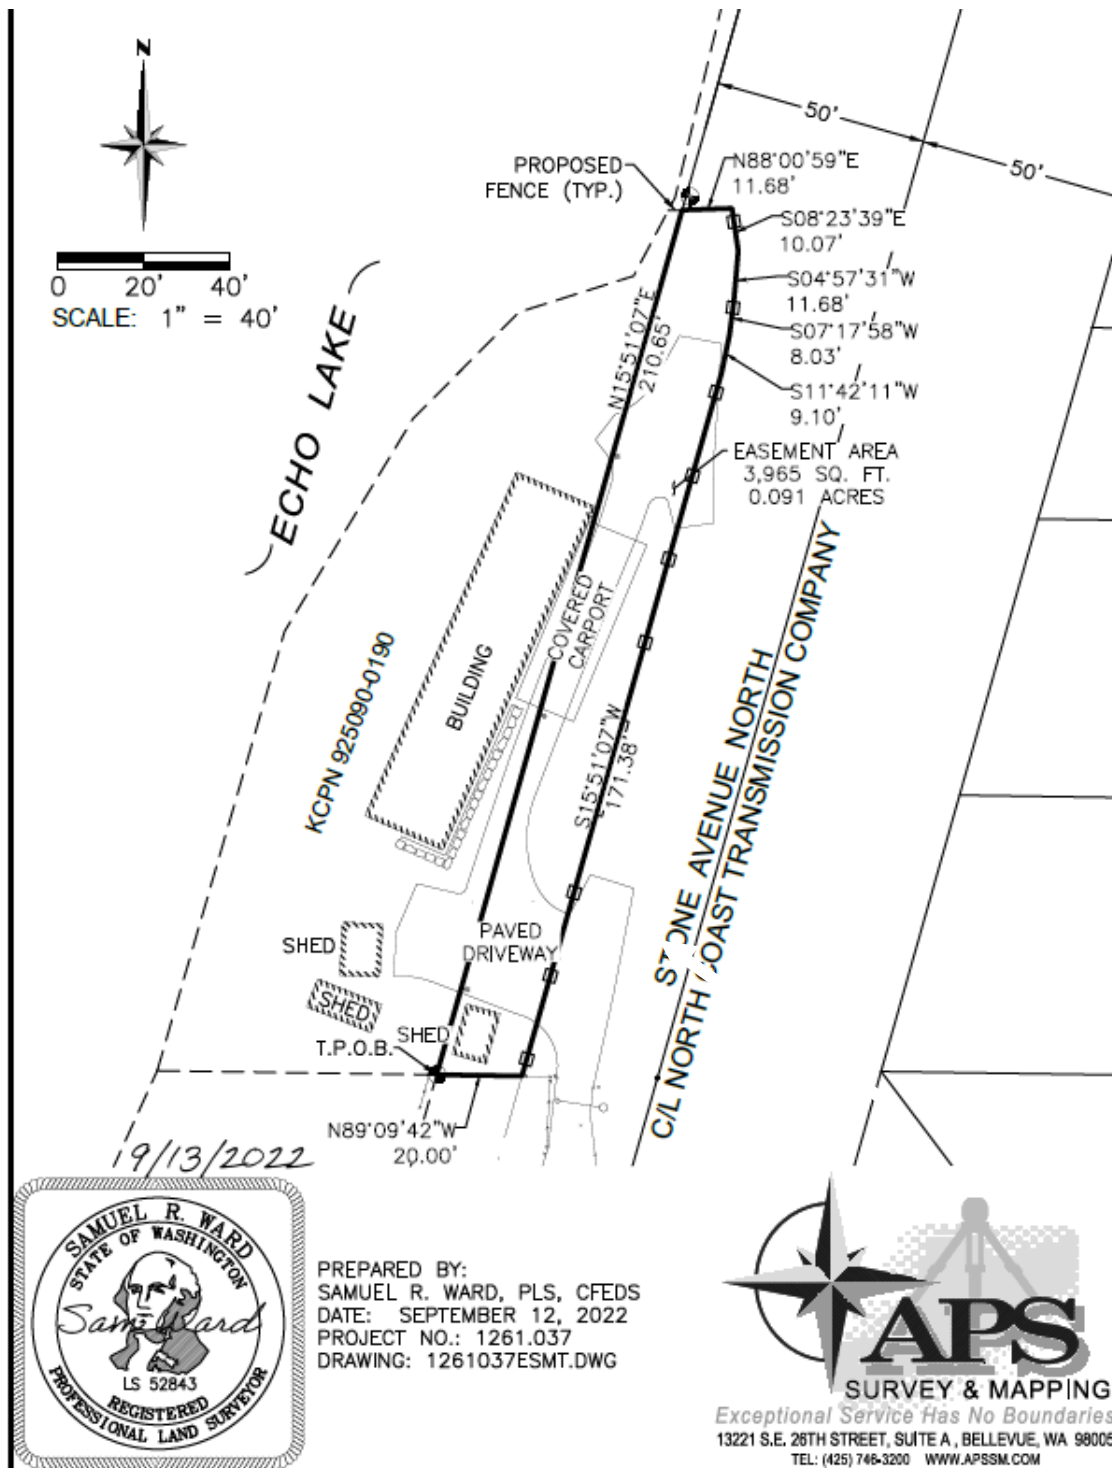 N
0 20' 40'
SCALE: 1" = 40'
50'
50'
PROPOSED
FENCE (TYP.)
N88°00'59"E
11.68'
S08°23'39"E
10.07'
S04°57'31"W
11.68'
S07°17'58"W
8.03'
S11°42'11"W
9.10'
N15°51'07"E
210.65'
ECHO LAKE
EASEMENT AREA
3,965 SQ. FT.
0.091 ACRES
COVERED
CARPORT
BUILDING
KCPN 925090-0190
S15°51'07"W
171.38'
STONE AVENUE NORTH
C/L NORTH COAST TRANSMISSION COMPANY
PAVED
DRIVEWAY
SHED
SHED
SHED
T.P.O.B.
N89°09'42"W
20.00'
9/13/2022
SAMUEL R. WARD
STATE OF WASHINGTON
Sam Ward
LS 52843
REGISTERED
PROFESSIONAL LAND SURVEYOR
PREPARED BY:
SAMUEL R. WARD, PLS, CFEDS
DATE: SEPTEMBER 12, 2022
PROJECT NO.: 1261.037
DRAWING: 1261037ESMT.DWG
APS
SURVEY & MAPPING
Exceptional Service Has No Boundaries
13221 S.E. 26TH STREET, SUITE A, BELLEVUE, WA 98005
TEL: (425) 746-3200 WWW.APSSM.COM